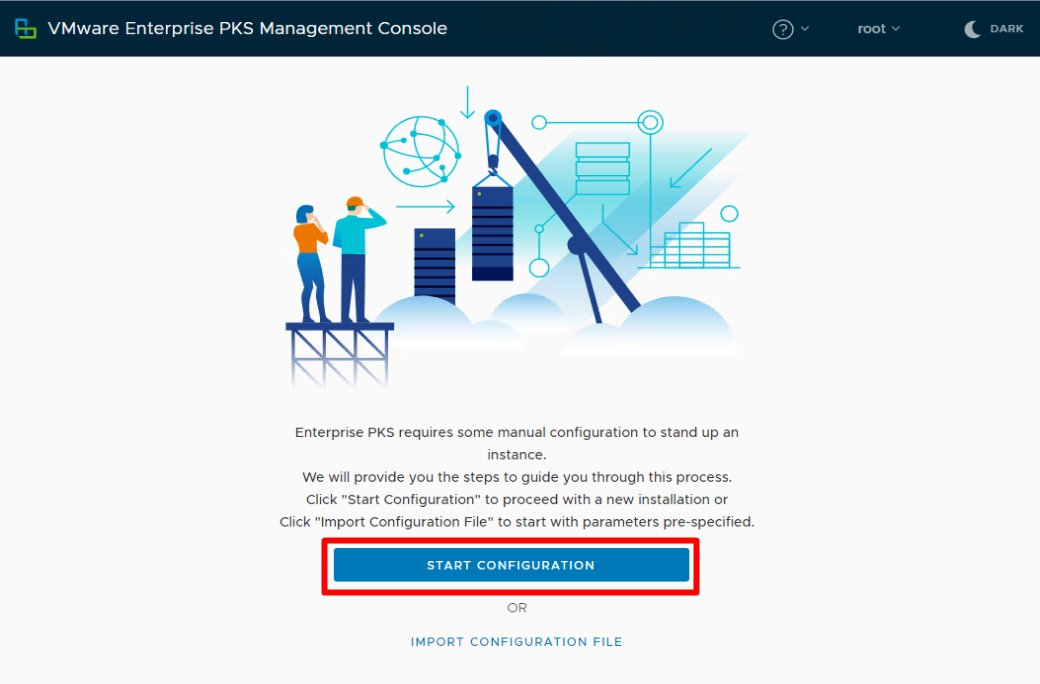 VMware Enterprise PKS Management Console
? root DARK
Enterprise PKS requires some manual configuration to stand up an
instance.
We will provide you the steps to guide you through this process.
Click "Start Configuration" to proceed with a new installation or
Click "Import Configuration File" to start with parameters pre-specified.
START CONFIGURATION
OR
IMPORT CONFIGURATION FILE